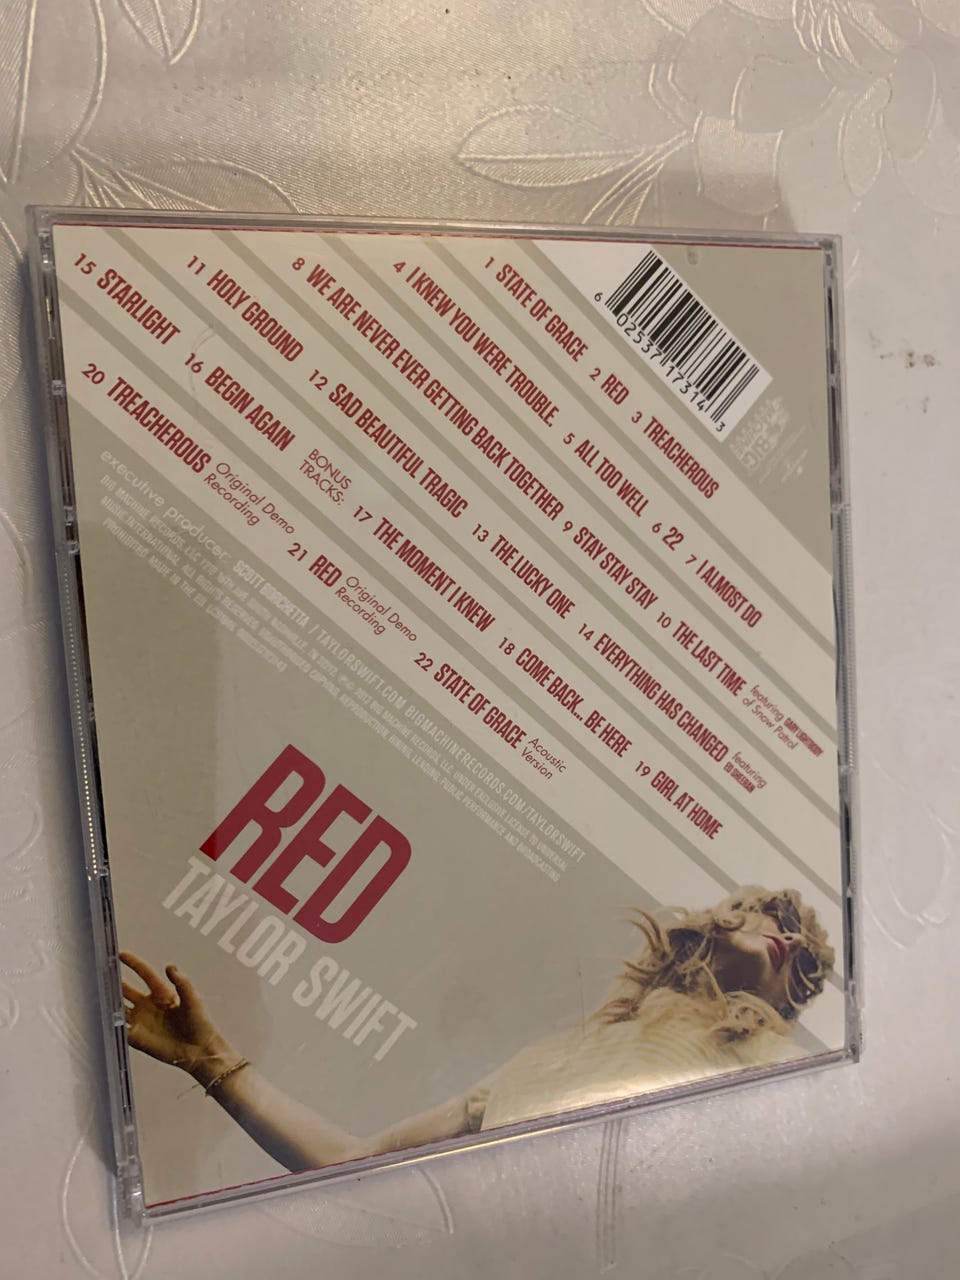 1 STATE OF GRACE 2 RED 3 TREACHEROUS
4 I KNEW YOU WERE TROUBLE. 5 ALL TOO WELL 6 22 7 I ALMOST DO
8 WE ARE NEVER EVER GETTING BACK TOGETHER 9 STAY STAY STAY 10 THE LAST TIME featuring GARY LIGHTBODY of Snow Patrol
11 HOLY GROUND 12 SAD BEAUTIFUL TRAGIC 13 THE LUCKY ONE 14 EVERYTHING HAS CHANGED featuring ED SHEERAN
15 STARLIGHT 16 BEGIN AGAIN BONUS TRACKS: 17 THE MOMENT I KNEW 18 COME BACK... BE HERE 19 GIRL AT HOME
20 TREACHEROUS Original Demo Recording 21 RED Original Demo Recording 22 STATE OF GRACE Acoustic Version
executive producer: SCOTT BORCHETTA / TAYLORSWIFT.COM BIGMACHINERECORDS.COM/TAYLORSWIFT
6 02537 17314 3
RED
TAYLOR SWIFT